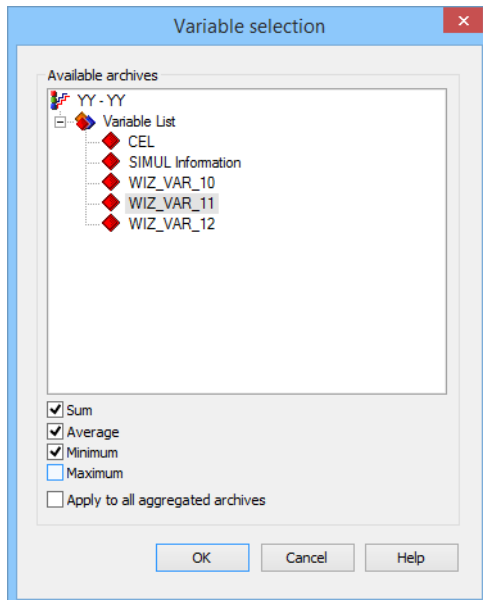 Variable selection
Available archives
YY - YY
Variable List
CEL
SIMUL Information
WIZ_VAR_10
WIZ_VAR_11
WIZ_VAR_12
Sum
Average
Minimum
Maximum
Apply to all aggregated archives
OK Cancel Help